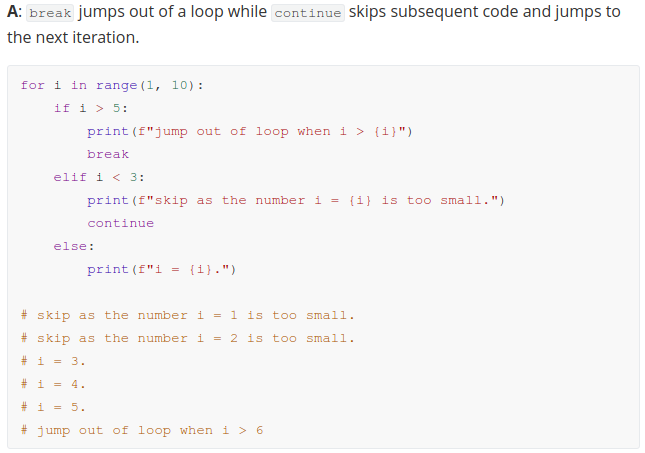 A: break jumps out of a loop while continue skips subsequent code and jumps to
the next iteration.
for i in range(1, 10):
    if i > 5:
        print(f"jump out of loop when i > {i}")
        break
    elif i < 3:
        print(f"skip as the number i = {i} is too small.")
        continue
    else:
        print(f"i = {i}.")
# skip as the number i = 1 is too small.
# skip as the number i = 2 is too small.
# i = 3.
# i = 4.
# i = 5.
# jump out of loop when i > 6